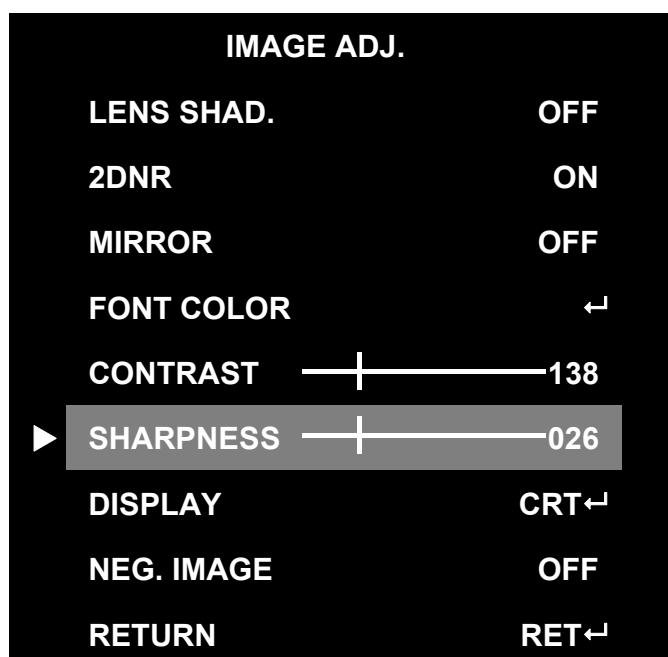 IMAGE ADJ.
LENS SHAD. OFF
2DNR ON
MIRROR OFF
FONT COLOR ↵
CONTRAST 138
SHARPNESS 026
DISPLAY CRT↵
NEG. IMAGE OFF
RETURN RET↵